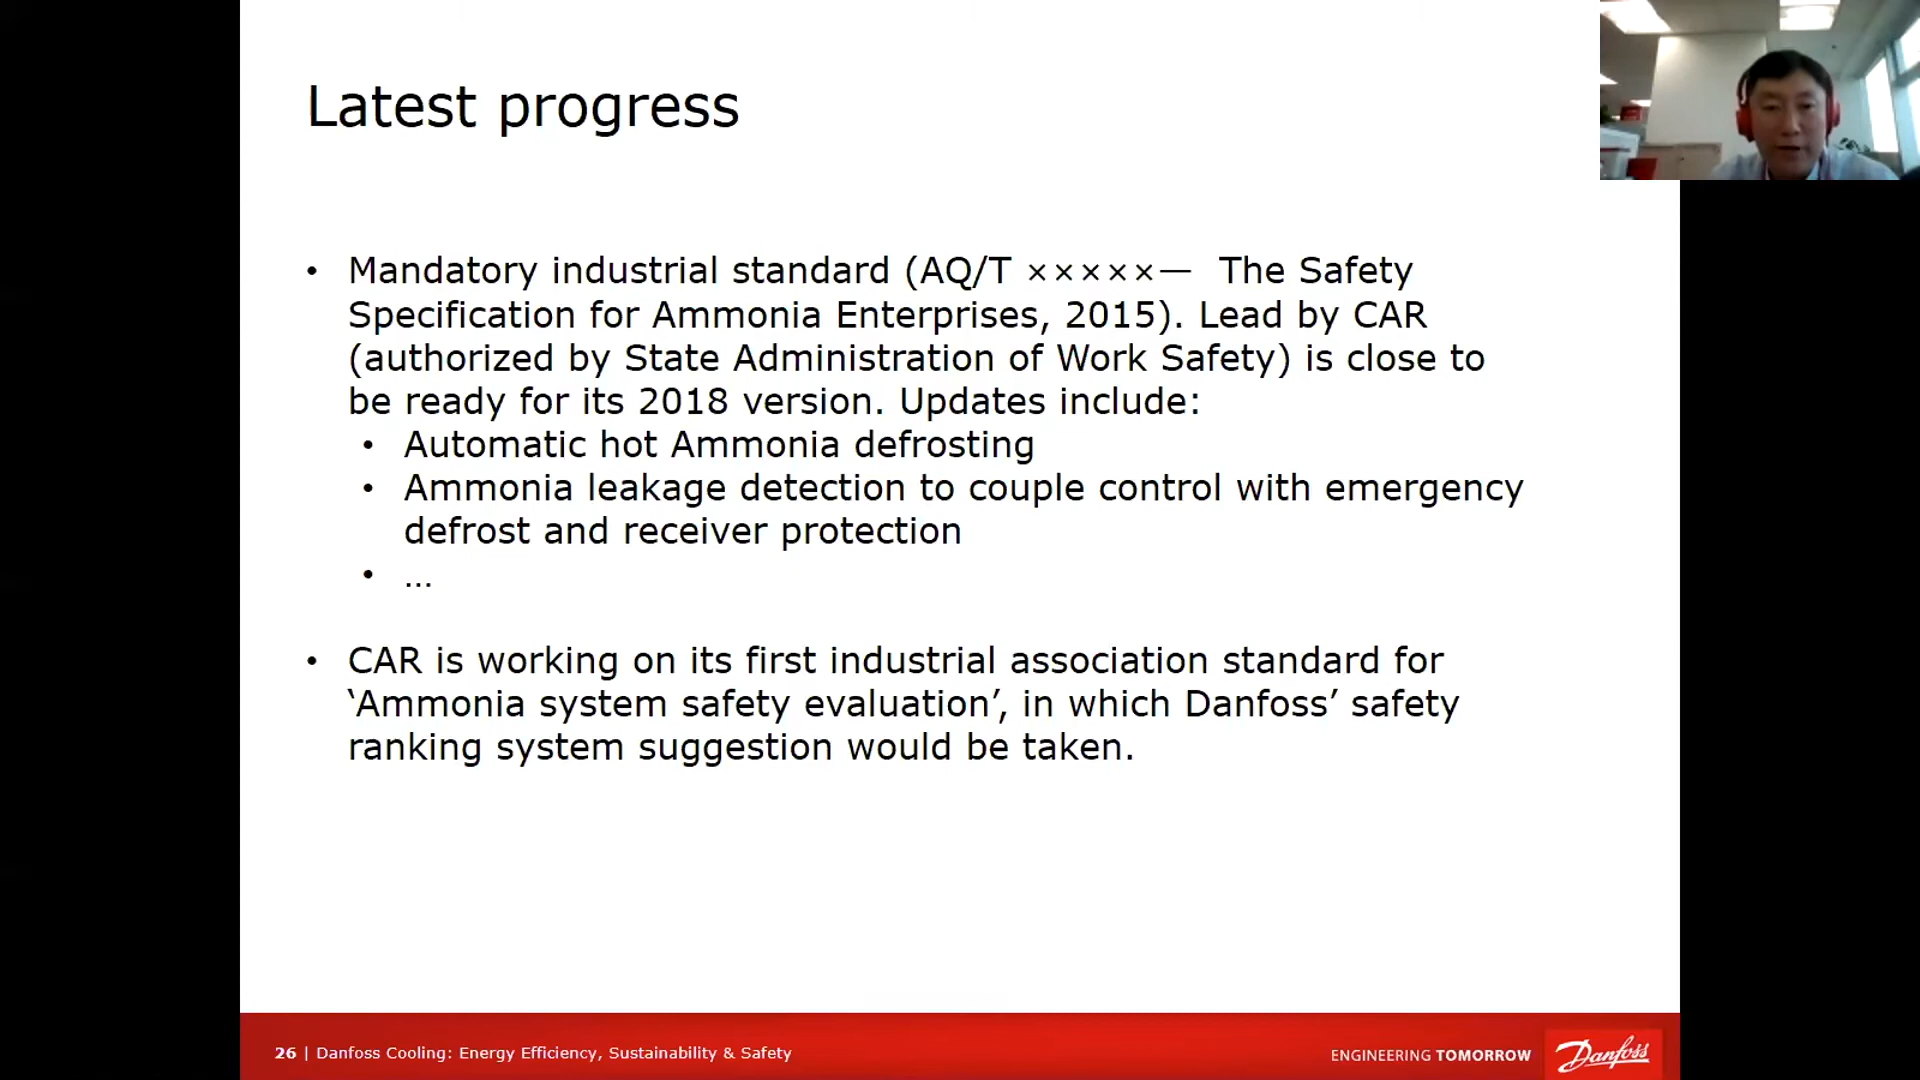 Latest progress
• Mandatory industrial standard (AQ/T ×××××— The Safety
Specification for Ammonia Enterprises, 2015). Lead by CAR
(authorized by State Administration of Work Safety) is close to
be ready for its 2018 version. Updates include:
• Automatic hot Ammonia defrosting
• Ammonia leakage detection to couple control with emergency
defrost and receiver protection
• ...
• CAR is working on its first industrial association standard for
‘Ammonia system safety evaluation’, in which Danfoss’ safety
ranking system suggestion would be taken.
26 | Danfoss Cooling: Energy Efficiency, Sustainability & Safety
ENGINEERING TOMORROW
Danfoss